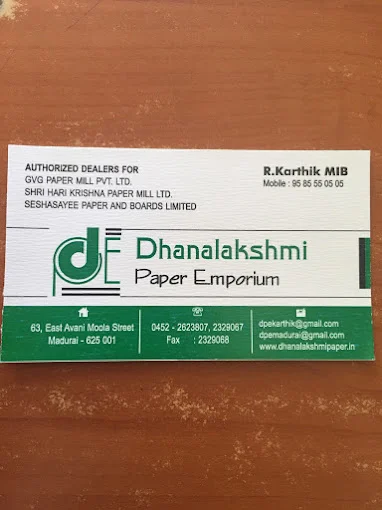 AUTHORIZED DEALERS FOR
GVG PAPER MILL PVT. LTD.
SHRI HARI KRISHNA PAPER MILL LTD.
SESHASAYEE PAPER AND BOARDS LIMITED
R.Karthik MIB
Mobile : 95 85 55 05 05
dpE
Dhanalakshmi
Paper Emporium
63, East Avani Moola Street
Madurai - 625 001
0452 - 2623807, 2329067
Fax : 2329068
dpekarthik@gmail.com
dpemadurai@gmail.com
www.dhanalakshmipaper.in